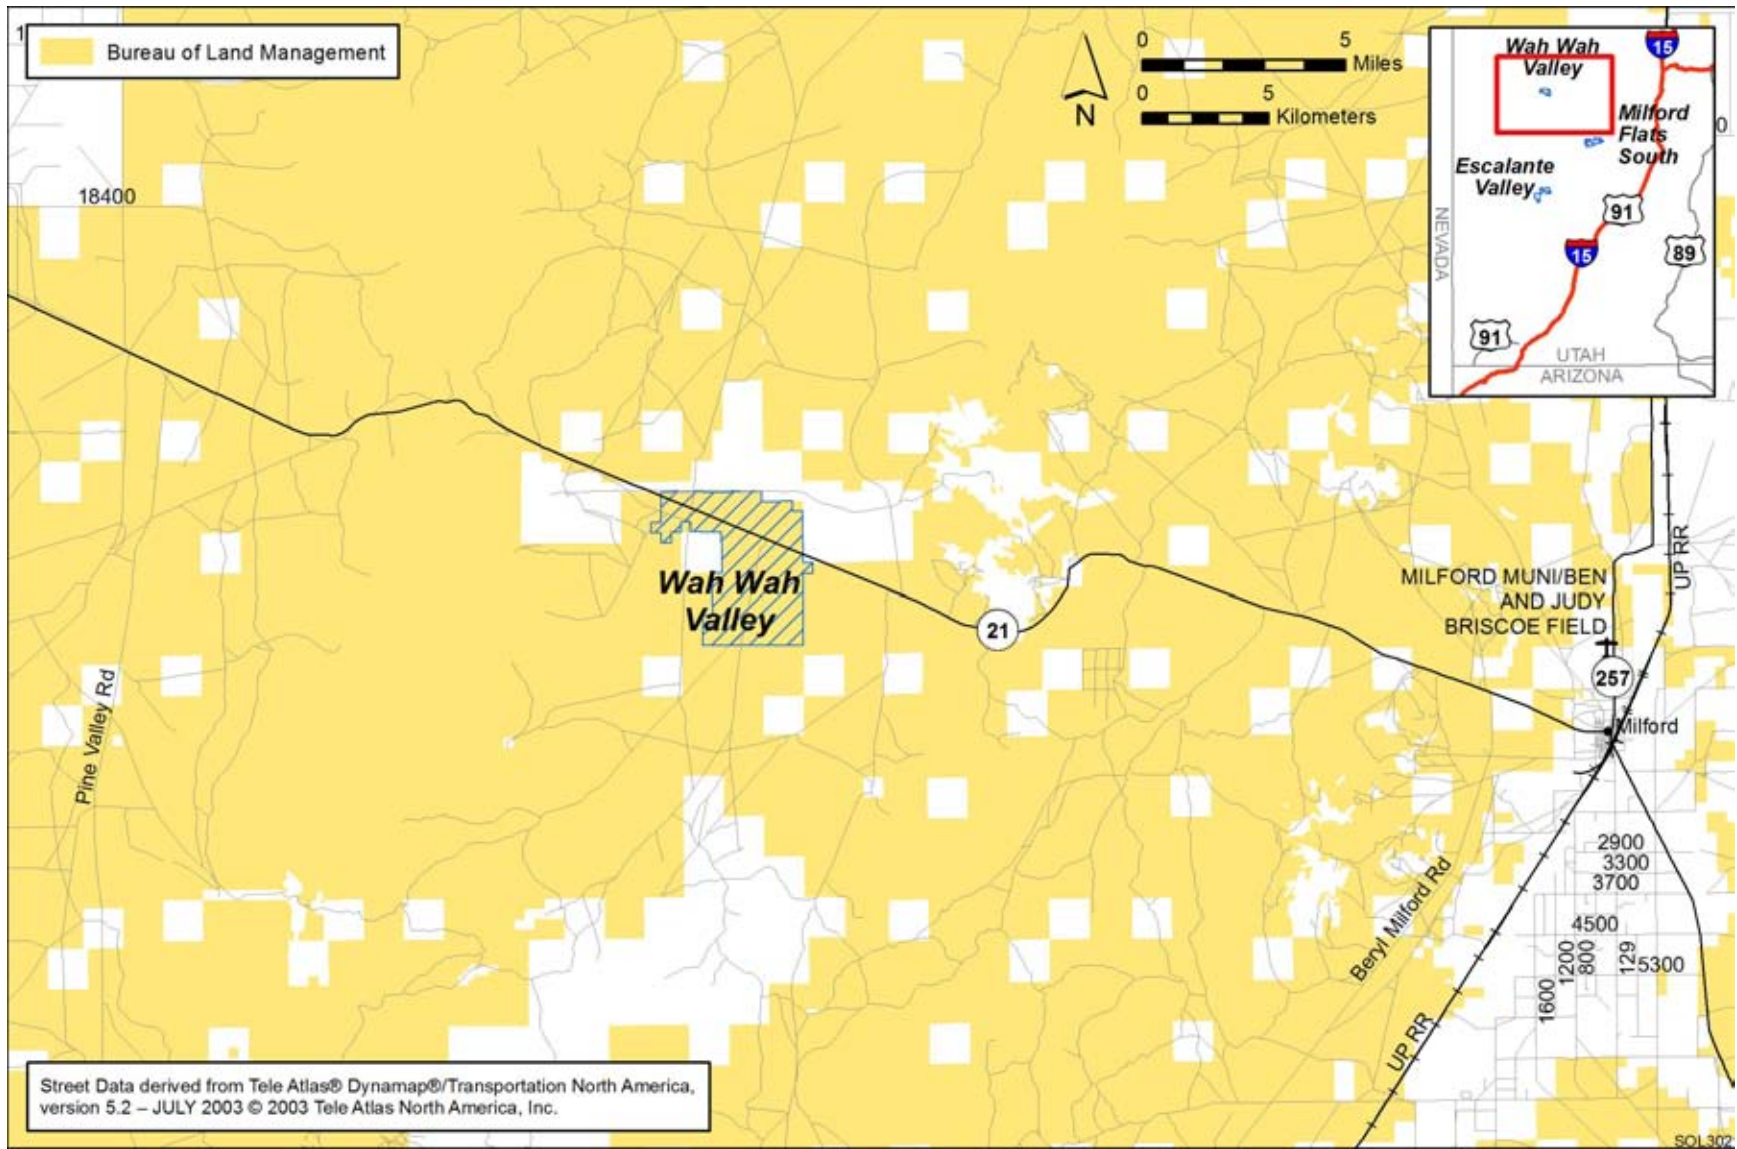 Bureau of Land Management
0 5
Miles
0 5
Kilometers
N
Wah Wah
Valley
15
Milford
Flats
South
Escalante
Valley
91
15
89
91
NEVADA
UTAH
ARIZONA
18400
Wah Wah
Valley
21
MILFORD MUNI/BEN
AND JUDY
BRISCOE FIELD
257
UP RR
Milford
Pine Valley Rd
Beryl Milford Rd
UP RR
2900
3300
3700
4500
1200
800
129
5300
1600
Street Data derived from Tele Atlas® Dynamap®/Transportation North America,
version 5.2 – JULY 2003 © 2003 Tele Atlas North America, Inc.
SOL302